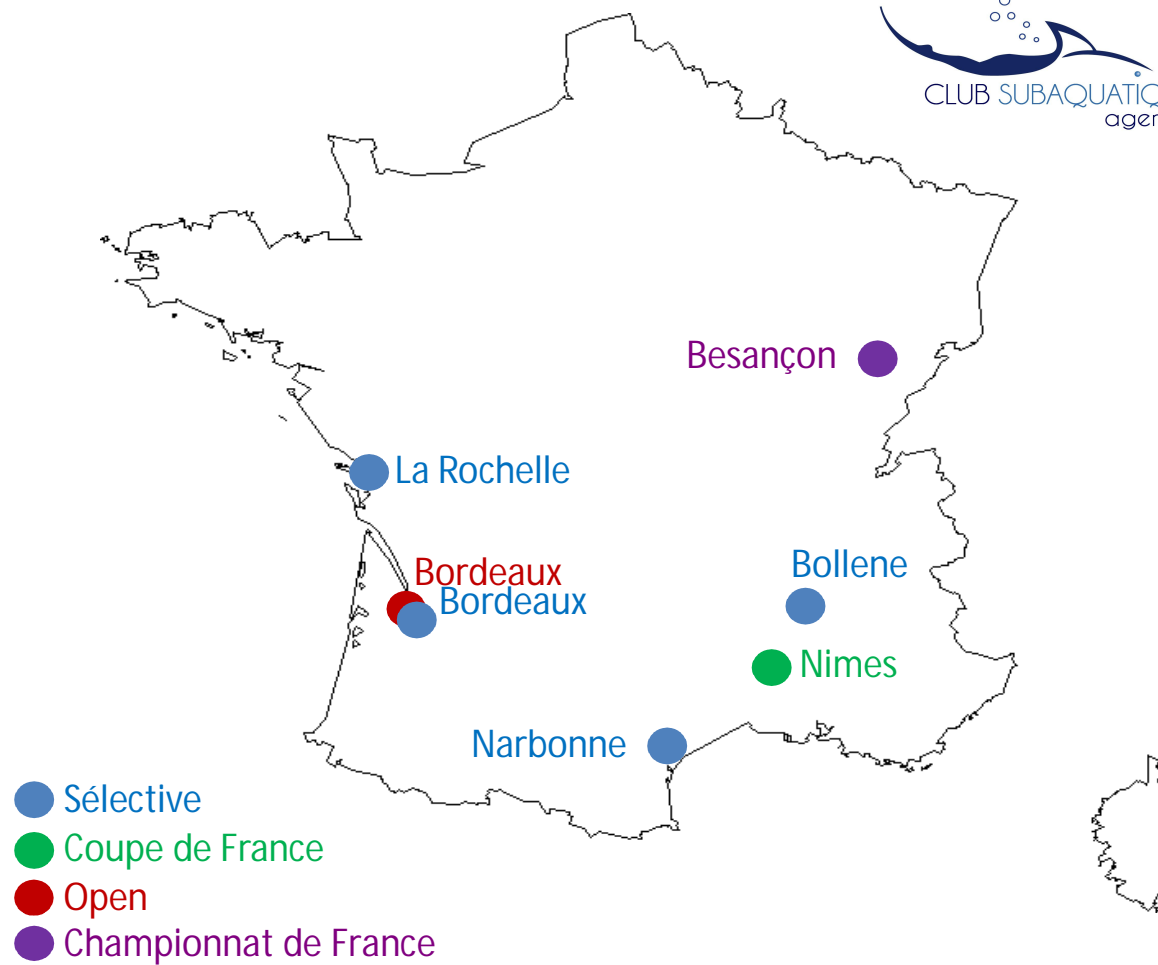 CLUB SUBAQUATIQ
agen
Besançon
La Rochelle
Bordeaux
Bordeaux
Bollene
Nimes
Narbonne
Sélective
Coupe de France
Open
Championnat de France